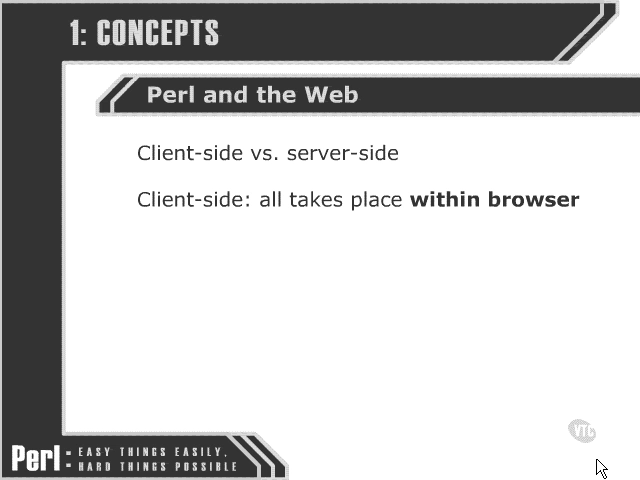 1: CONCEPTS
Perl and the Web
Client-side vs. server-side
Client-side: all takes place within browser
VTC
Perl: EASY THINGS EASILY,
HARD THINGS POSSIBLE